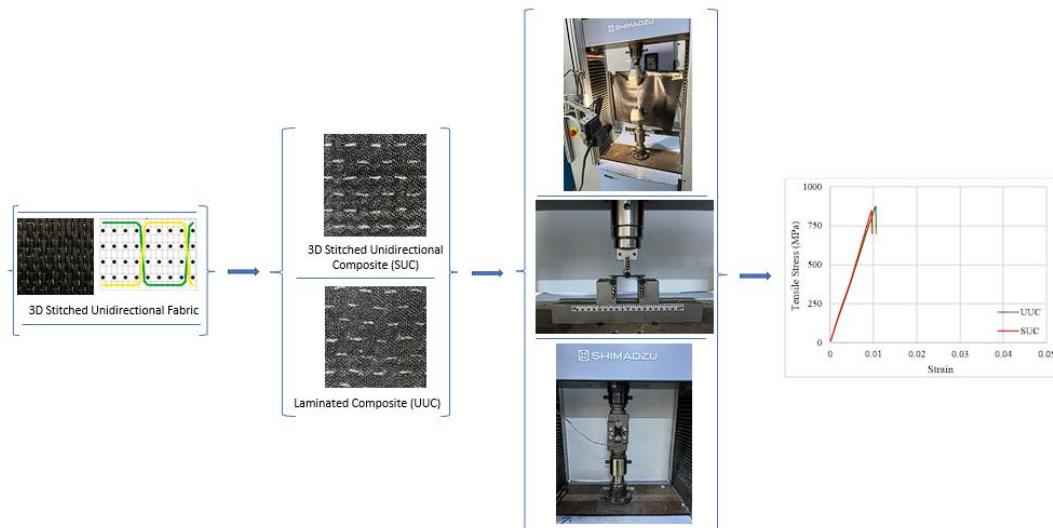 3D Stitched Unidirectional Fabric
3D Stitched Unidirectional
Composite (SUC)
Laminated Composite (UUC)
SHIMADZU
SHIMADZU
Tensile Stress (MPa)
1000
750
500
250
0
0
0.01
0.02
0.03
0.04
0.05
Strain
UUC
SUC